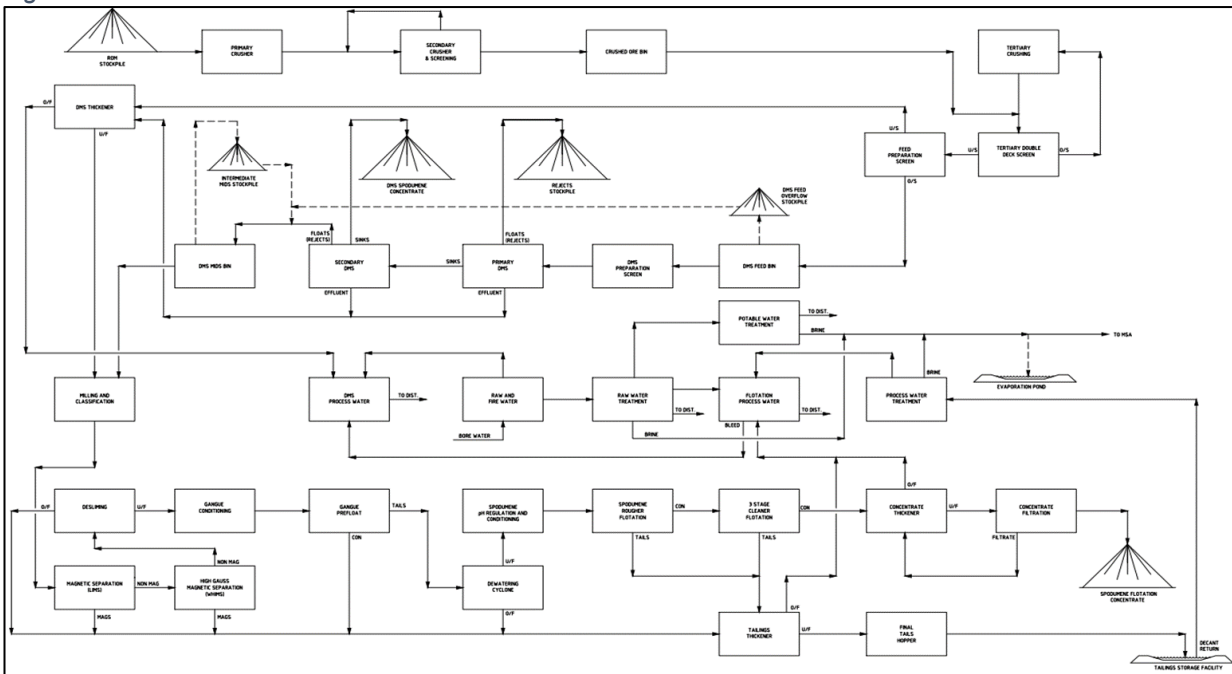 ROM
STOCKPILE
PRIMARY
CRUSHER
SECONDARY
CRUSHER
& SCREENING
CRUSHED ORE BIN
TERTIARY
CRUSHING
DMS THICKENER
O/F
U/F
INTERMEDIATE
MIDS STOCKPILE
DMS SPODUMENE
CONCENTRATE
REJECTS
STOCKPILE
DMS FEED
OVERFLOW
STOCKPILE
U/S
FEED
PREPARATION
SCREEN
O/S
U/S
TERTIARY DOUBLE
DECK SCREEN
O/S
DMS MIDS BIN
FLOATS
(REJECTS)
SINKS
SECONDARY
DMS
EFFLUENT
SINKS
FLOATS
(REJECTS)
PRIMARY
DMS
EFFLUENT
DMS
PREPARATION
SCREEN
DMS FEED BIN
POTABLE WATER
TREATMENT
TO DIST.
BRINE
TO MSA
EVAPORATION POND
MILLING AND
CLASSIFICATION
DMS
PROCESS WATER
TO DIST.
RAW AND
FIRE WATER
BORE WATER
RAW WATER
TREATMENT
TO DIST.
BRINE
FLOTATION
PROCESS WATER
TO DIST.
BLEED
BRINE
PROCESS WATER
TREATMENT
O/F
DESLIMING
U/F
GANGUE
CONDITIONING
GANGUE
PREFLOAT
TAILS
CON
SPODUMENE
pH REGULATION AND
CONDITIONING
U/F
SPODUMENE
ROUGHER
FLOTATION
CON
TAILS
3 STAGE
CLEANER
FLOTATION
CON
TAILS
O/F
CONCENTRATE
THICKENER
U/F
CONCENTRATE
FILTRATION
FILTRATE
SPODUMENE FLOTATION
CONCENTRATE
MAGNETIC SEPARATION
(LIMS)
NON MAG
MAGS
NON MAG
HIGH GAUSS
MAGNETIC SEPARATION
(WHIMS)
MAGS
DEWATERING
CYCLONE
O/F
O/F
TAILINGS
THICKENER
U/F
FINAL
TAILS
HOPPER
DECANT
RETURN
TAILINGS STORAGE FACILITY